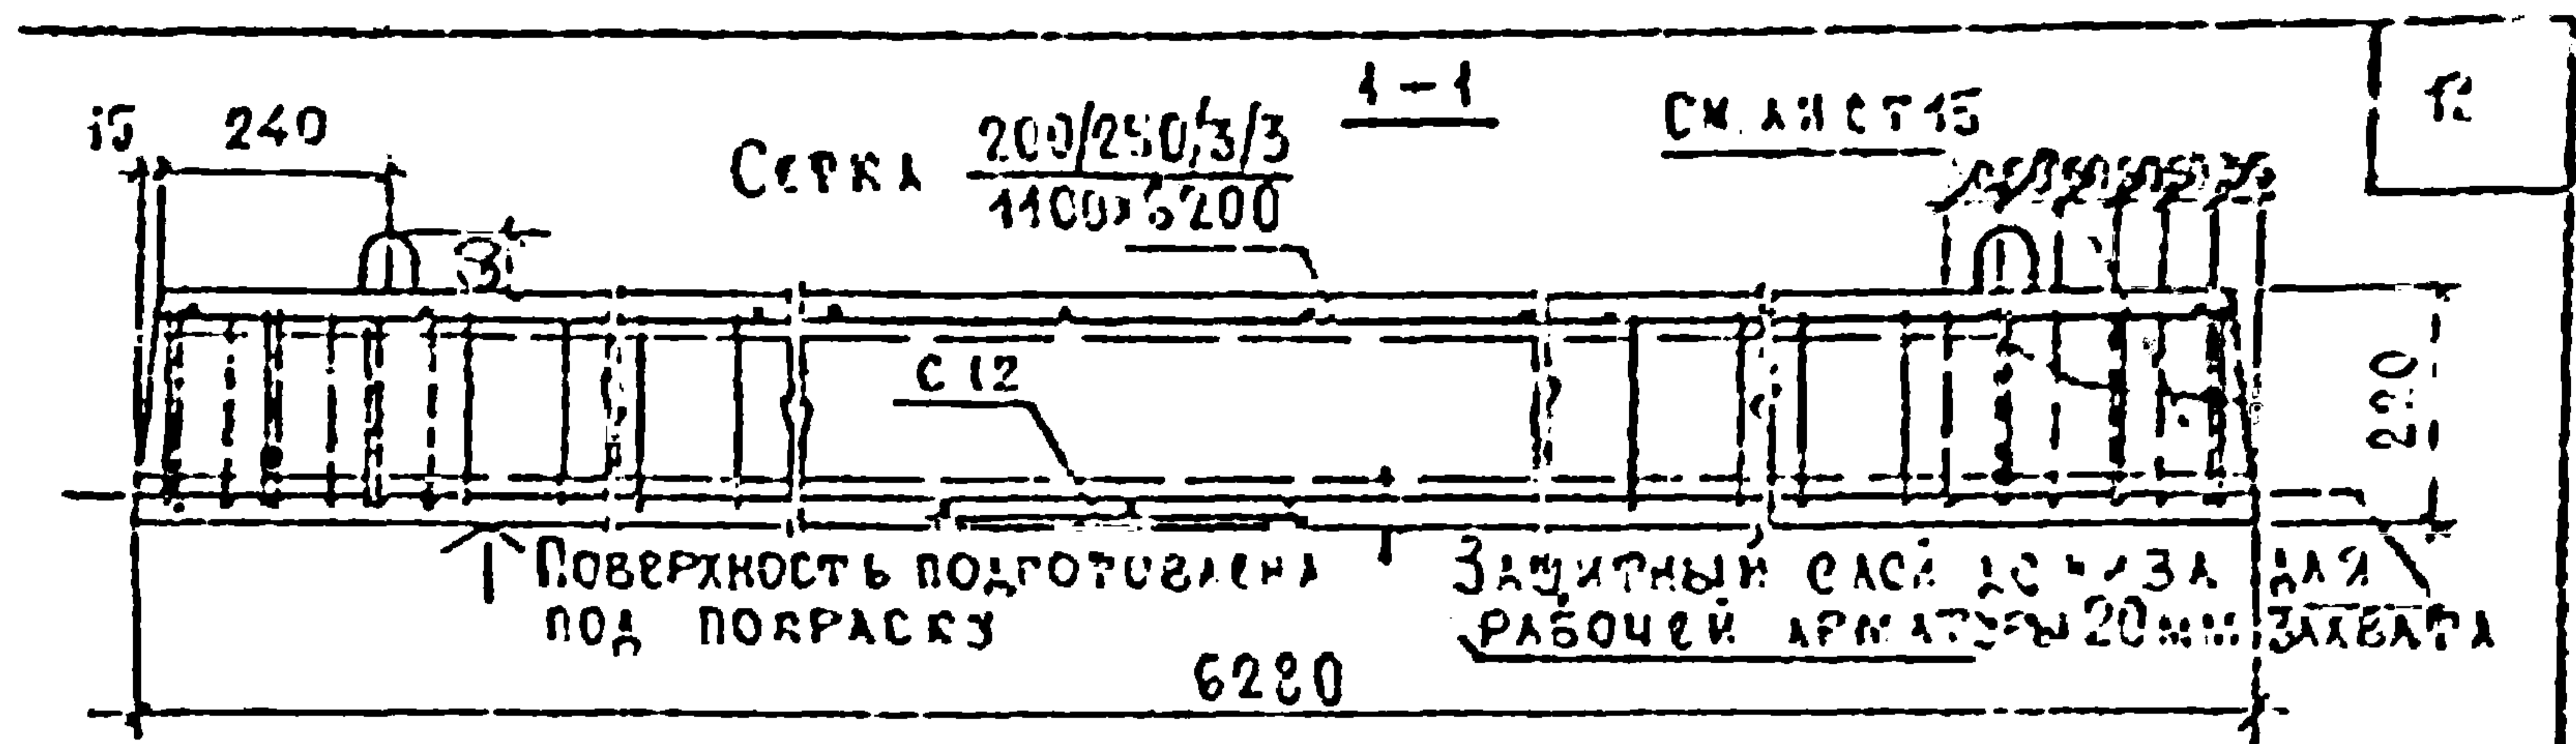 1-1
15 240
Сетка 200/250/3/3
1100×6200
См. лист 15
12
С 12
220
Поверхность подготовлена
под покраску
Защитный слой до низа для
рабочей арматуры 20 мм захвата
6280